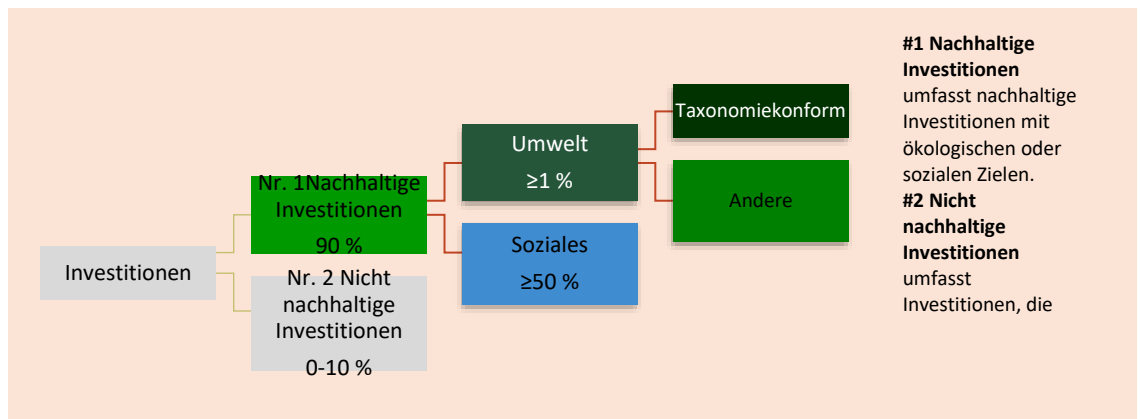 Investitionen
Nr. 1Nachhaltige
Investitionen
90 %
Nr. 2 Nicht
nachhaltige
Investitionen
0-10 %
Umwelt
≥1 %
Soziales
≥50 %
Taxonomiekonform
Andere
#1 Nachhaltige
Investitionen
umfasst nachhaltige
Investitionen mit
ökologischen oder
sozialen Zielen.
#2 Nicht
nachhaltige
Investitionen
umfasst
Investitionen, die